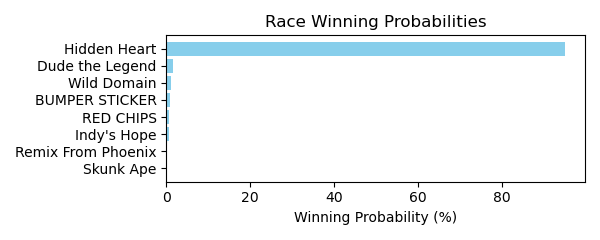 Race Winning Probabilities
Hidden Heart
Dude the Legend
Wild Domain
BUMPER STICKER
RED CHIPS
Indy's Hope
Remix From Phoenix
Skunk Ape
0 20 40 60 80
Winning Probability (%)